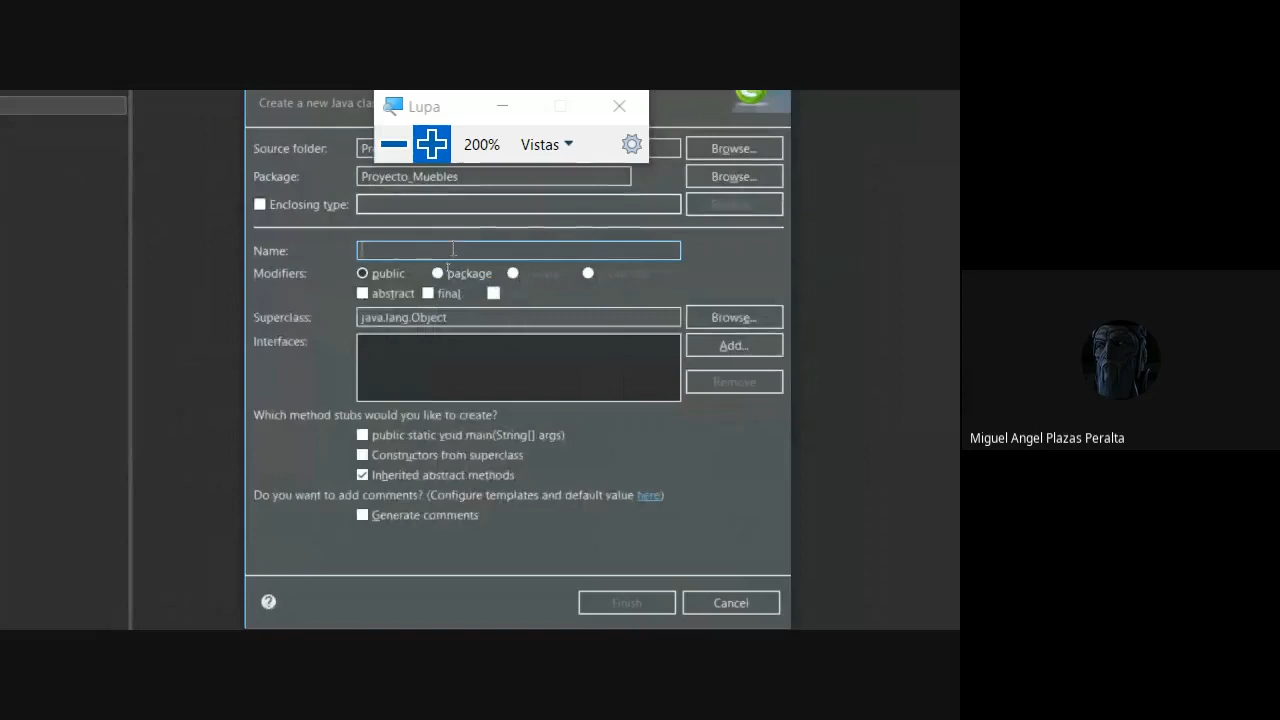 Create a new Java cla
Lupa
200%
Vistas
Source folder:
Pr
Browse...
Package:
Proyecto_Muebles
Browse...
Enclosing type:
Name:
Modifiers:
public
package
abstract
final
Superclass:
java.lang.Object
Browse...
Interfaces:
Add...
Remove
Which method stubs would you like to create?
public static void main(String[] args)
Constructors from superclass
Inherited abstract methods
Do you want to add comments? (Configure templates and default value here)
Generate comments
?
Finish
Cancel
Miguel Angel Plazas Peralta